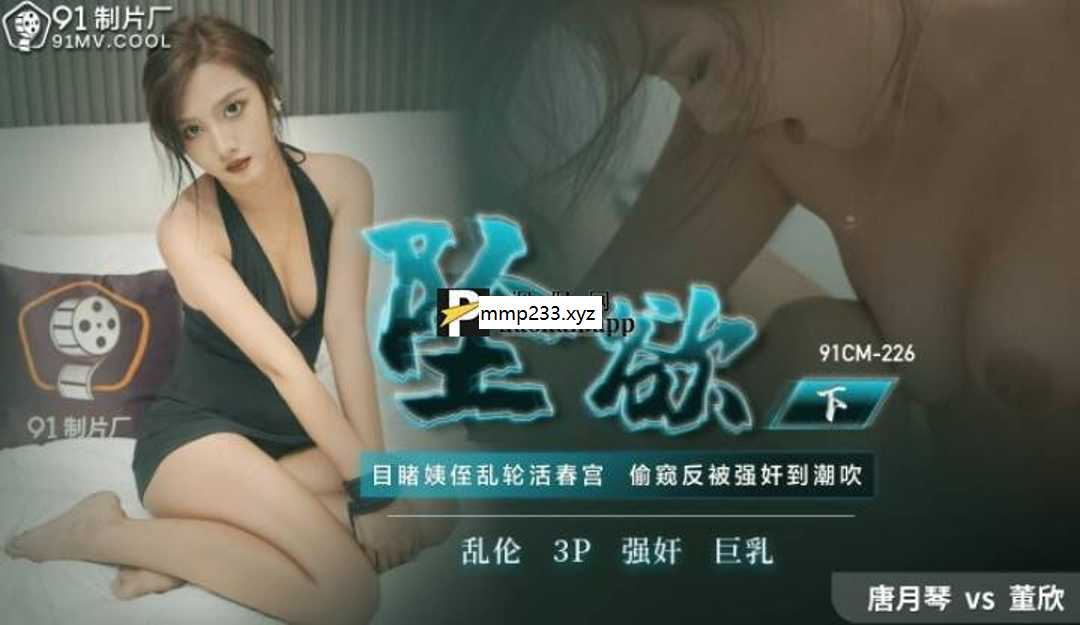 91制片厂
91MV.COOL
坠欲
mmp233.xyz
91CM-226
下
91制片厂
目睹姨侄乱轮活春宫 偷窥反被强奸到潮吹
乱伦 3P 强奸 巨乳
唐月琴 vs 董欣